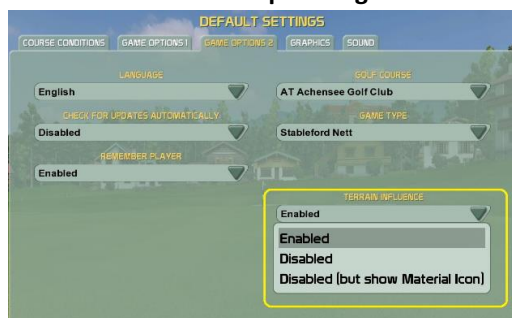 DEFAULT SETTINGS
COURSE CONDITIONS GAME OPTIONS 1 GAME OPTIONS 2 GRAPHICS SOUND
LANGUAGE
English
GOLF COURSE
AT Achensee Golf Club
CHECK FOR UPDATES AUTOMATICALLY
Disabled
GAME TYPE
Stableford Nett
REMEMBER PLAYER
Enabled
TERRAIN INFLUENCE
Enabled
Enabled
Disabled
Disabled (but show Material Icon)